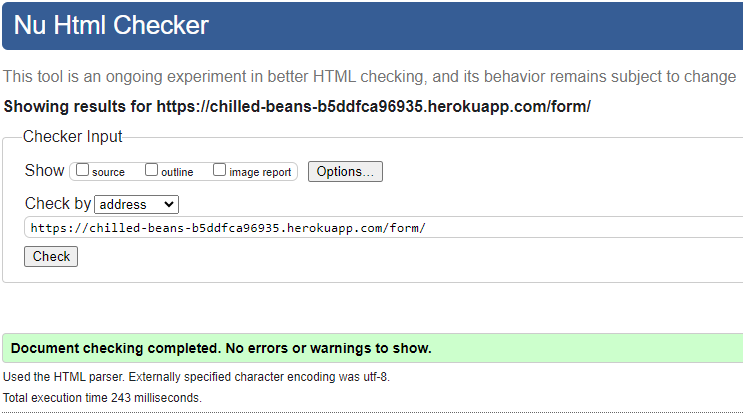 Nu Html Checker
This tool is an ongoing experiment in better HTML checking, and its behavior remains subject to change
Showing results for https://chilled-beans-b5ddfca96935.herokuapp.com/form/
Checker Input
Show source outline image report Options...
Check by address
https://chilled-beans-b5ddfca96935.herokuapp.com/form/
Check
Document checking completed. No errors or warnings to show.
Used the HTML parser. Externally specified character encoding was utf-8.
Total execution time 243 milliseconds.